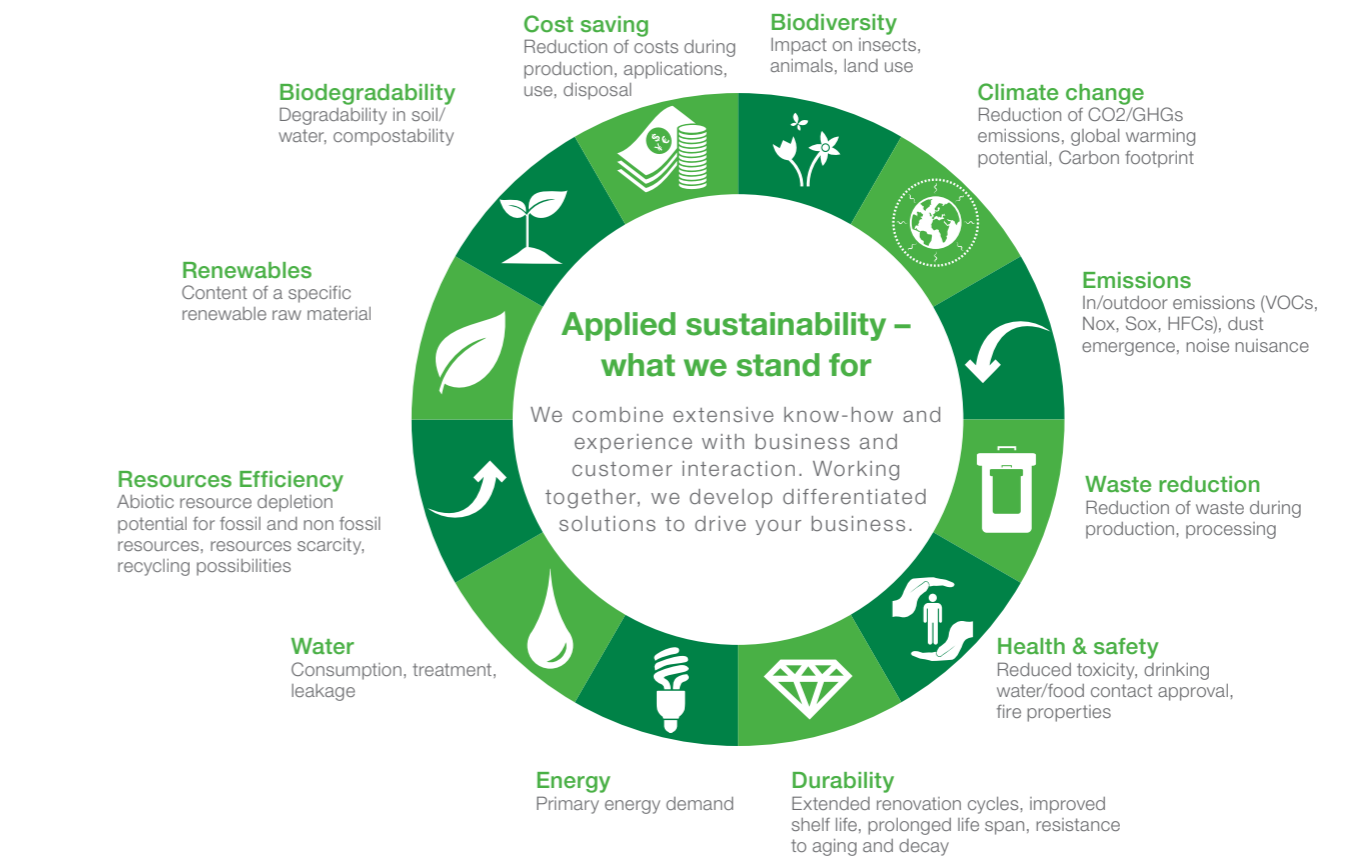 Cost saving
Reduction of costs during
production, applications,
use, disposal
Biodiversity
Impact on insects,
animals, land use
Climate change
Reduction of CO2/GHGs
emissions, global warming
potential, Carbon footprint
Emissions
In/outdoor emissions (VOCs,
Nox, Sox, HFCs), dust
emergence, noise nuisance
Waste reduction
Reduction of waste during
production, processing
Health & safety
Reduced toxicity, drinking
water/food contact approval,
fire properties
Durability
Extended renovation cycles, improved
shelf life, prolonged life span, resistance
to aging and decay
Energy
Primary energy demand
Water
Consumption, treatment,
leakage
Resources Efficiency
Abiotic resource depletion
potential for fossil and non fossil
resources, resources scarcity,
recycling possibilities
Renewables
Content of a specific
renewable raw material
Biodegradability
Degradability in soil/
water, compostability
Applied sustainability –
what we stand for
We combine extensive know-how and
experience with business and
customer interaction. Working
together, we develop differentiated
solutions to drive your business.